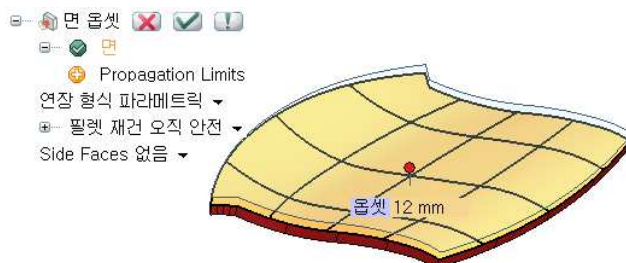 면 옵셋
면
Propagation Limits
연장 형식 파라메트릭
필렛 재건 오직 안전
Side Faces 없음
옵셋 12 mm